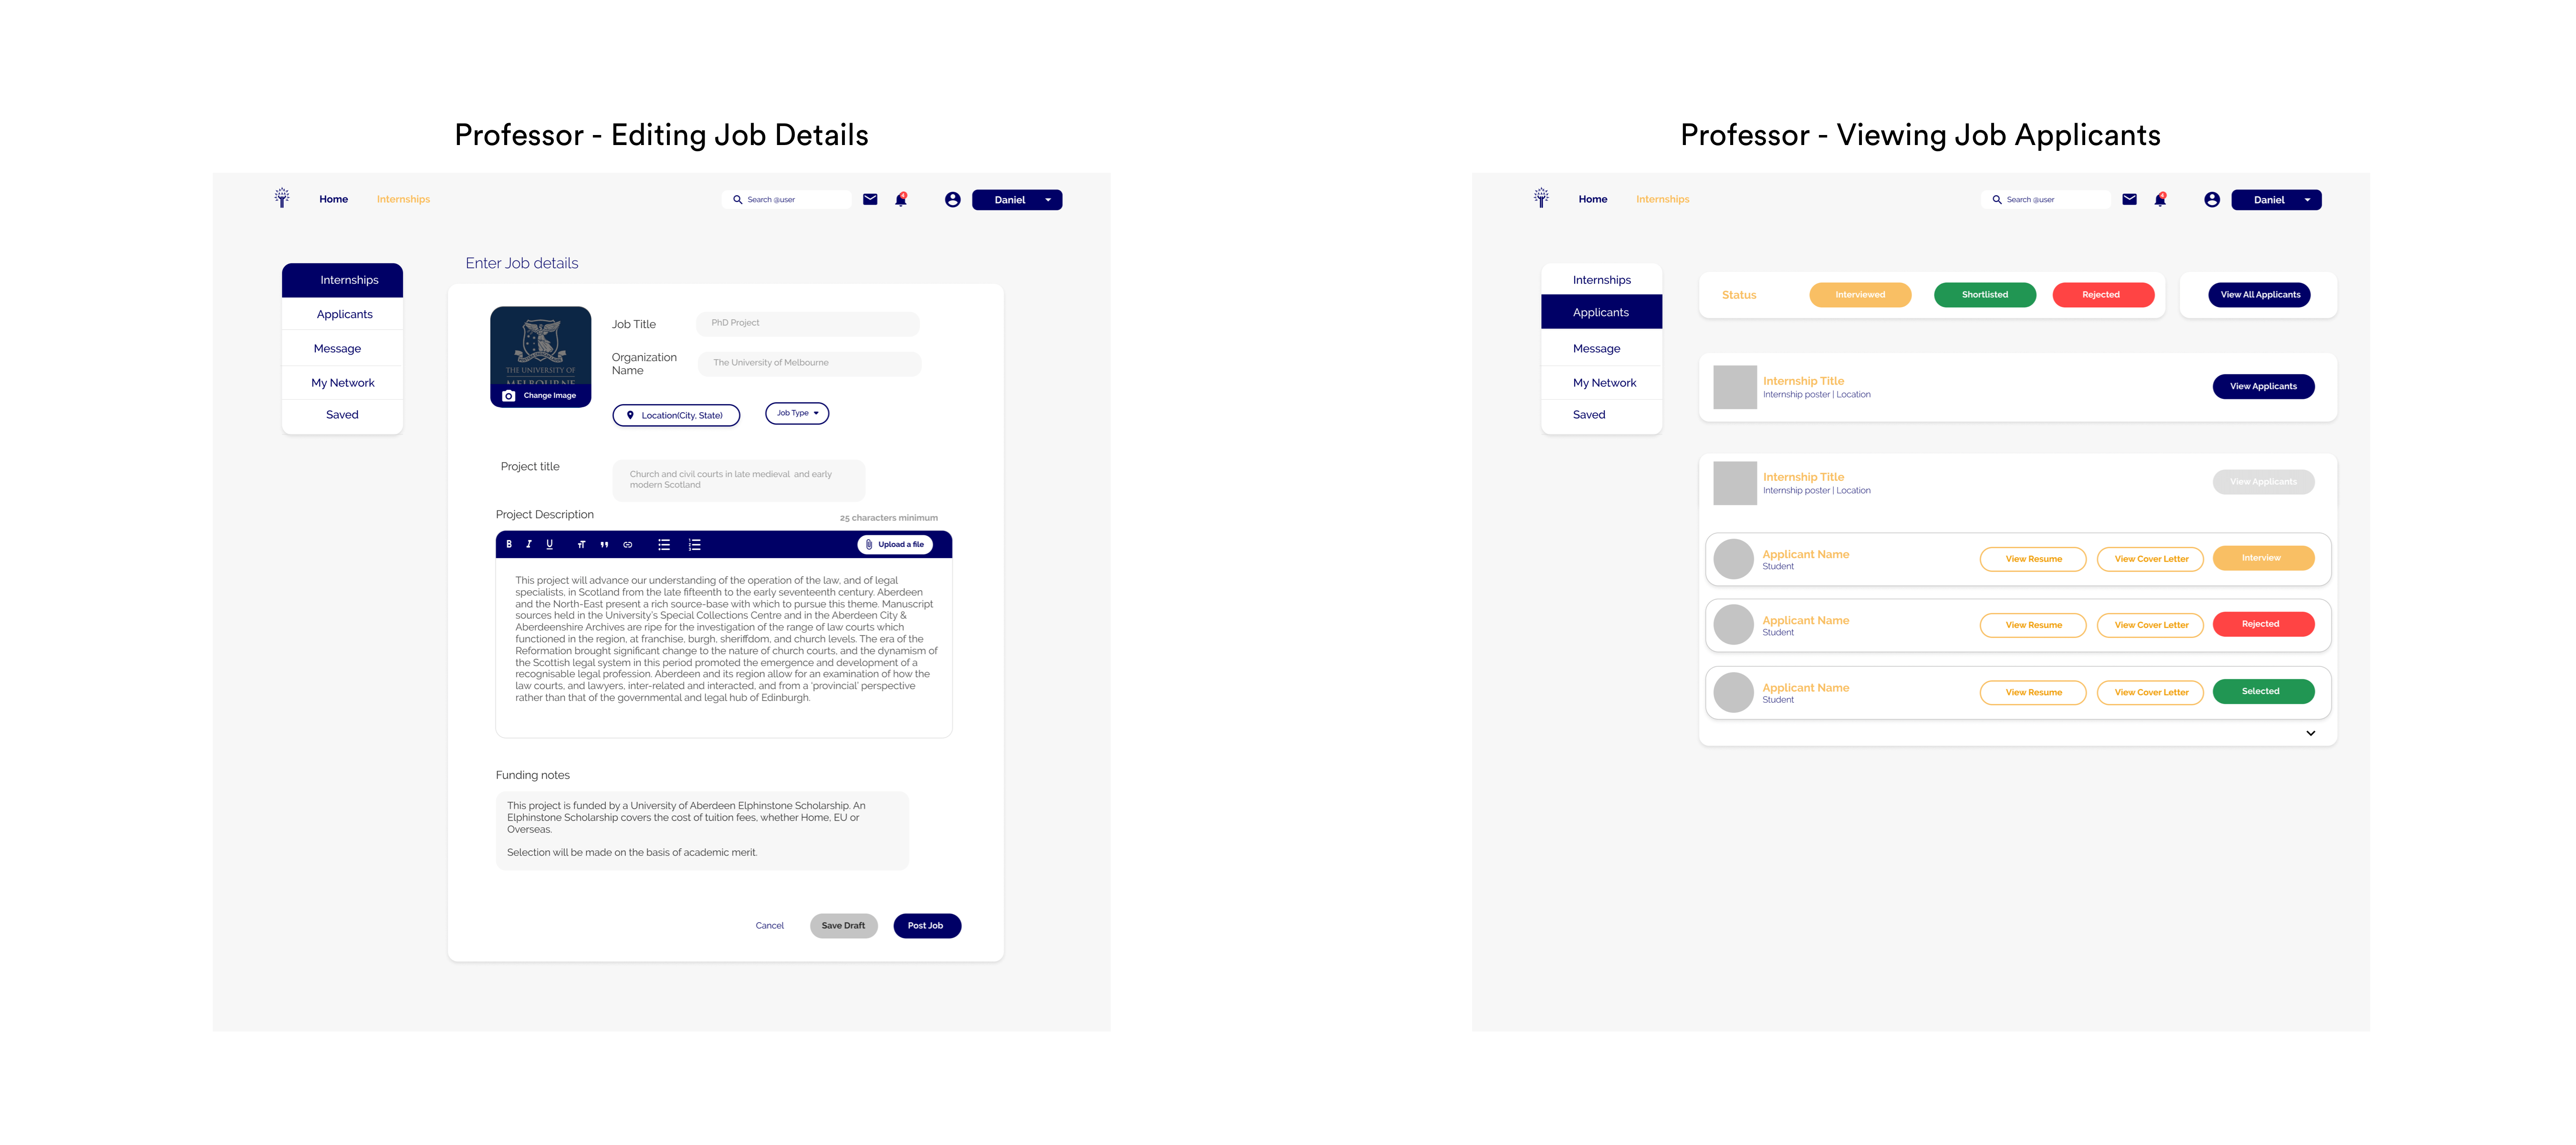 Professor - Editing Job Details
Home
Internships
Search @user
Daniel
Internships
Applicants
Message
My Network
Saved
Enter Job details
THE UNIVERSITY OF
MELBOURNE
Change Image
Job Title
PhD Project
Organization
Name
The University of Melbourne
Location(City, State)
Job Type
Project title
Church and civil courts in late medieval and early
modern Scotland
Project Description
25 characters minimum
B I U
Upload a file
This project will advance our understanding of the operation of the law, and of legal
specialists, in Scotland from the late fifteenth to the early seventeenth century. Aberdeen
and the North-East present a rich source-base with which to pursue this theme. Manuscript
sources held in the University's Special Collections Centre and in the Aberdeen City &
Aberdeenshire Archives are ripe for the investigation of the range of law courts which
functioned in the region, at franchise, burgh, sheriffdom, and church levels. The era of the
Reformation brought significant change to the nature of church courts, and the dynamism of
the Scottish legal system in this period promoted the emergence and development of a
recognisable legal profession. Aberdeen and its region allow for an examination of how the
law courts, and lawyers, inter-related and interacted, and from a 'provincial' perspective
rather than that of the governmental and legal hub of Edinburgh.
Funding notes
This project is funded by a University of Aberdeen Elphinstone Scholarship. An
Elphinstone Scholarship covers the cost of tuition fees, whether Home, EU or
Overseas.
Selection will be made on the basis of academic merit.
Cancel
Save Draft
Post Job
Professor - Viewing Job Applicants
Home
Internships
Search @user
Daniel
Internships
Applicants
Message
My Network
Saved
Status
Interviewed
Shortlisted
Rejected
View All Applicants
Internship Title
Internship poster | Location
View Applicants
Internship Title
Internship poster | Location
View Applicants
Applicant Name
Student
View Resume
View Cover Letter
Interview
Applicant Name
Student
View Resume
View Cover Letter
Rejected
Applicant Name
Student
View Resume
View Cover Letter
Selected